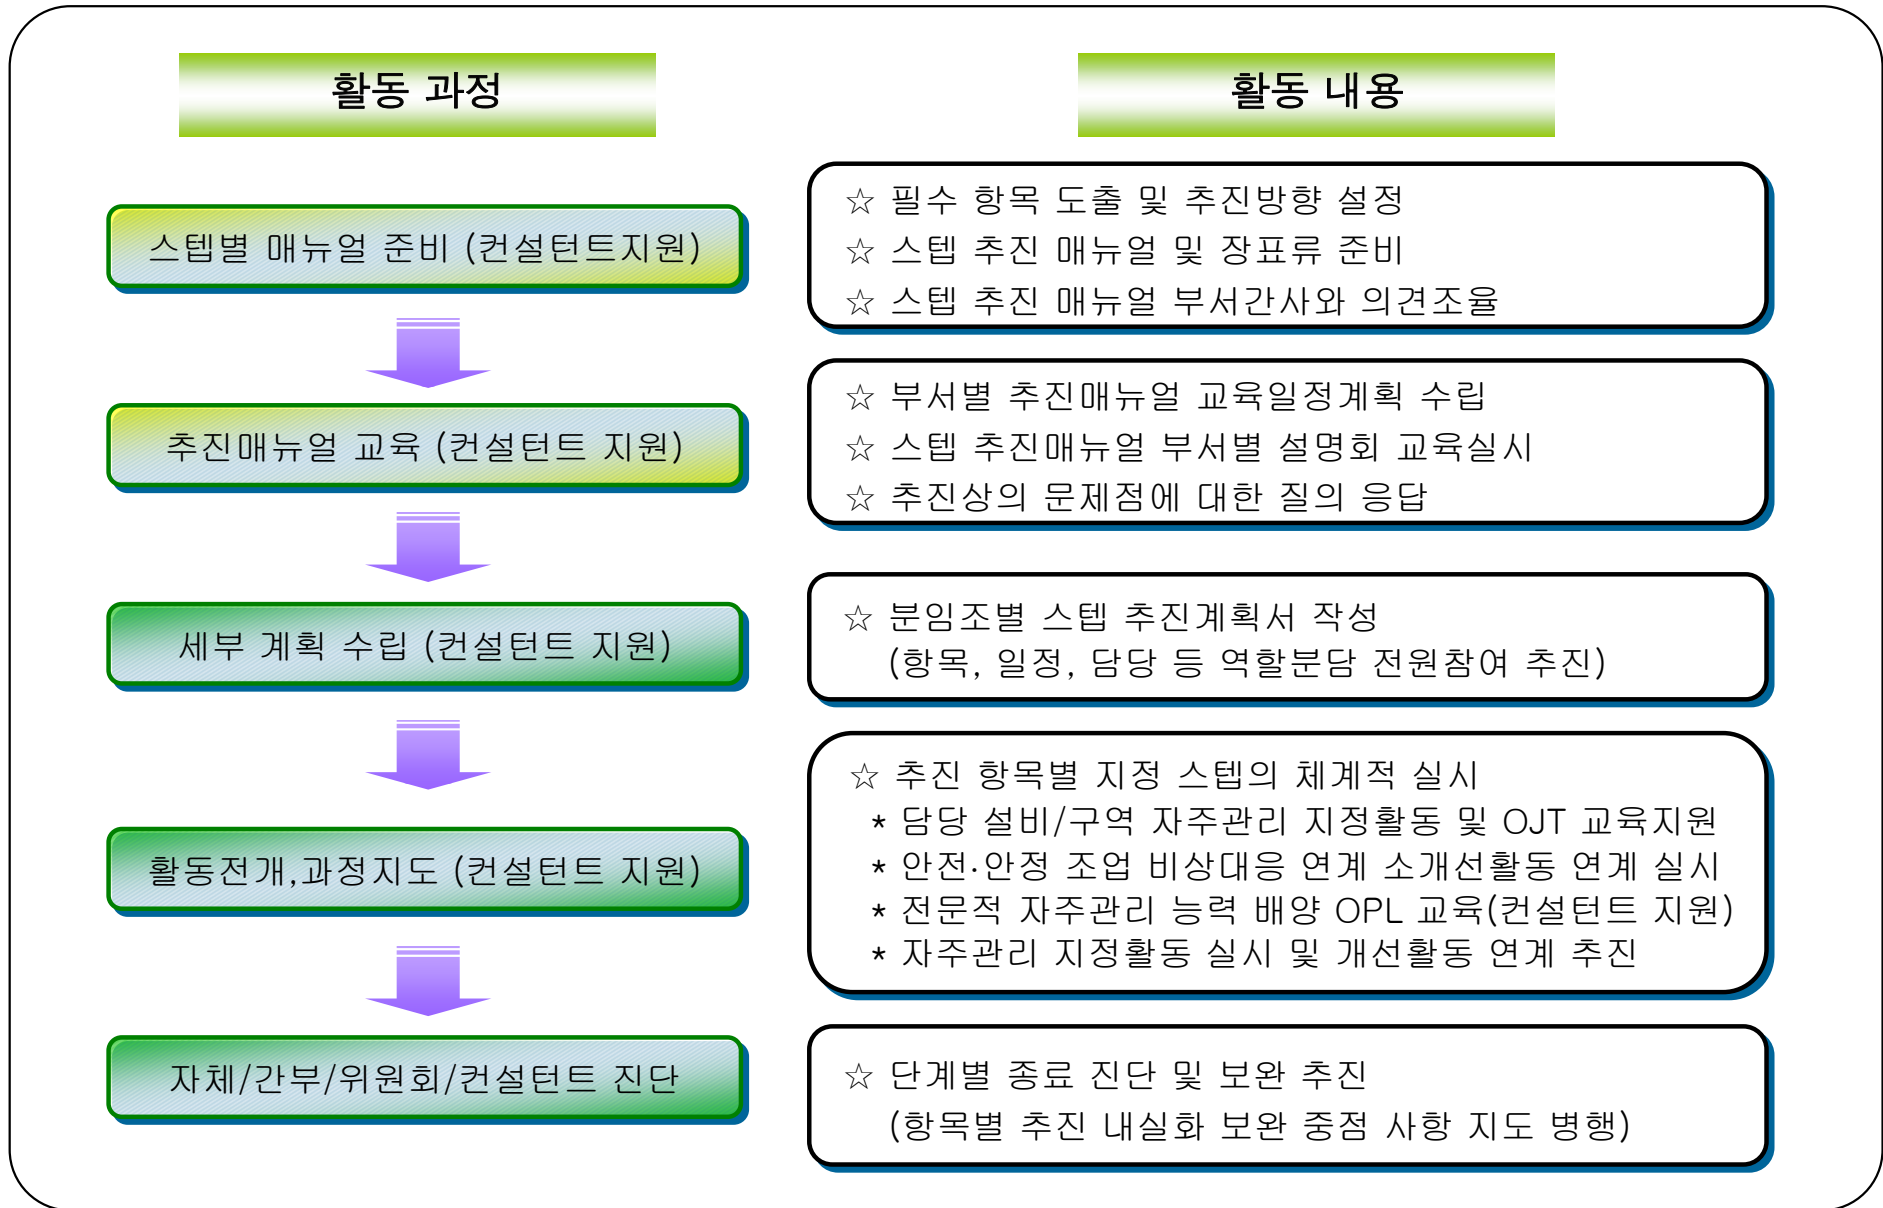 활동 과정
활동 내용
스텝별 매뉴얼 준비 (컨설턴트지원)
☆ 필수 항목 도출 및 추진방향 설정
☆ 스텝 추진 매뉴얼 및 장표류 준비
☆ 스텝 추진 매뉴얼 부서간사와 의견조율
추진매뉴얼 교육 (컨설턴트 지원)
☆ 부서별 추진매뉴얼 교육일정계획 수립
☆ 스텝 추진매뉴얼 부서별 설명회 교육실시
☆ 추진상의 문제점에 대한 질의 응답
세부 계획 수립 (컨설턴트 지원)
☆ 분임조별 스텝 추진계획서 작성
(항목, 일정, 담당 등 역할분담 전원참여 추진)
활동전개,과정지도 (컨설턴트 지원)
☆ 추진 항목별 지정 스텝의 체계적 실시
* 담당 설비/구역 자주관리 지정활동 및 OJT 교육지원
* 안전·안정 조업 비상대응 연계 소개선활동 연계 실시
* 전문적 자주관리 능력 배양 OPL 교육(컨설턴트 지원)
* 자주관리 지정활동 실시 및 개선활동 연계 추진
자체/간부/위원회/컨설턴트 진단
☆ 단계별 종료 진단 및 보완 추진
(항목별 추진 내실화 보완 중점 사항 지도 병행)